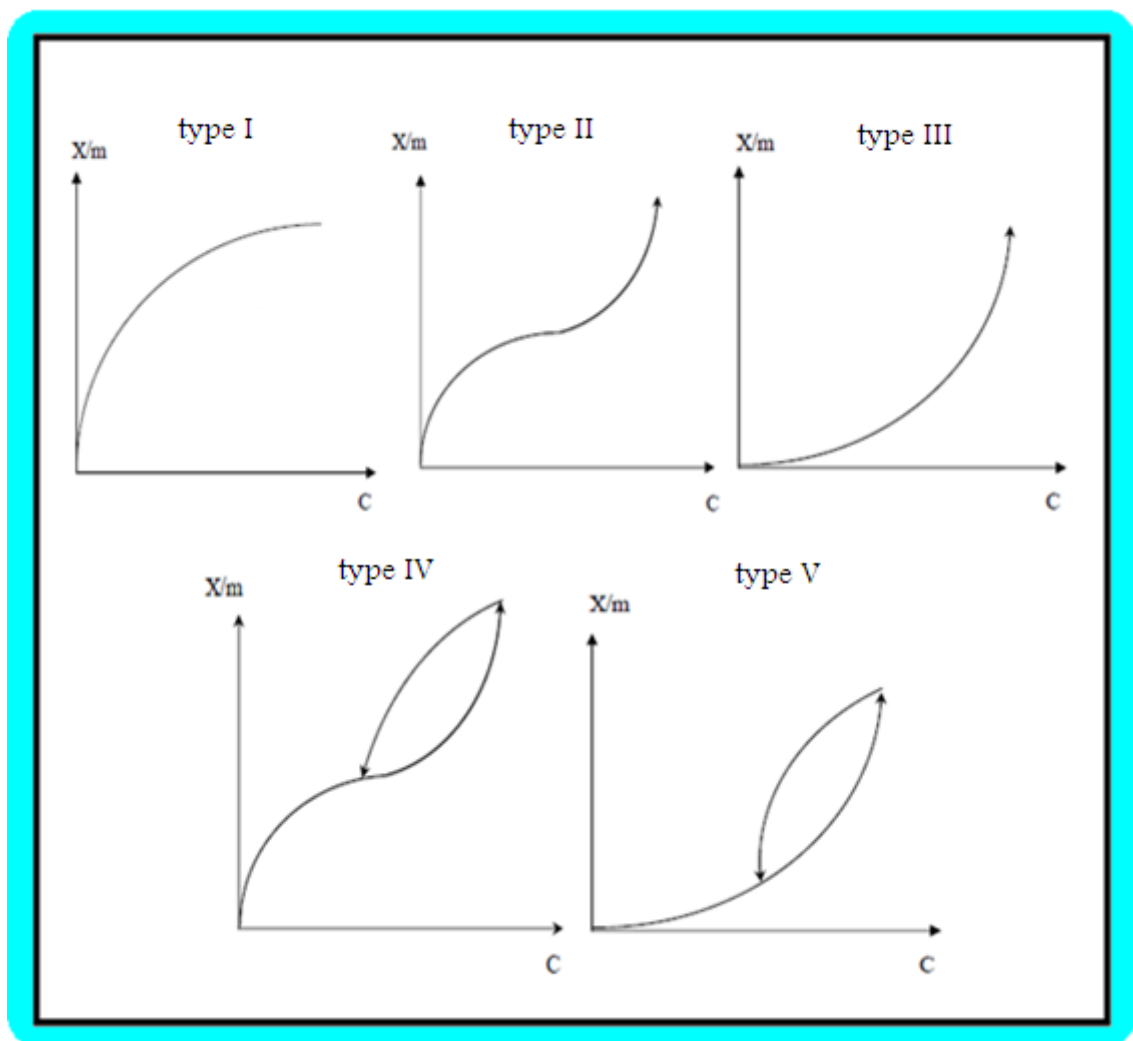 type I
X/m
C
type II
X/m
C
type III
X/m
C
type IV
X/m
C
type V
X/m
C